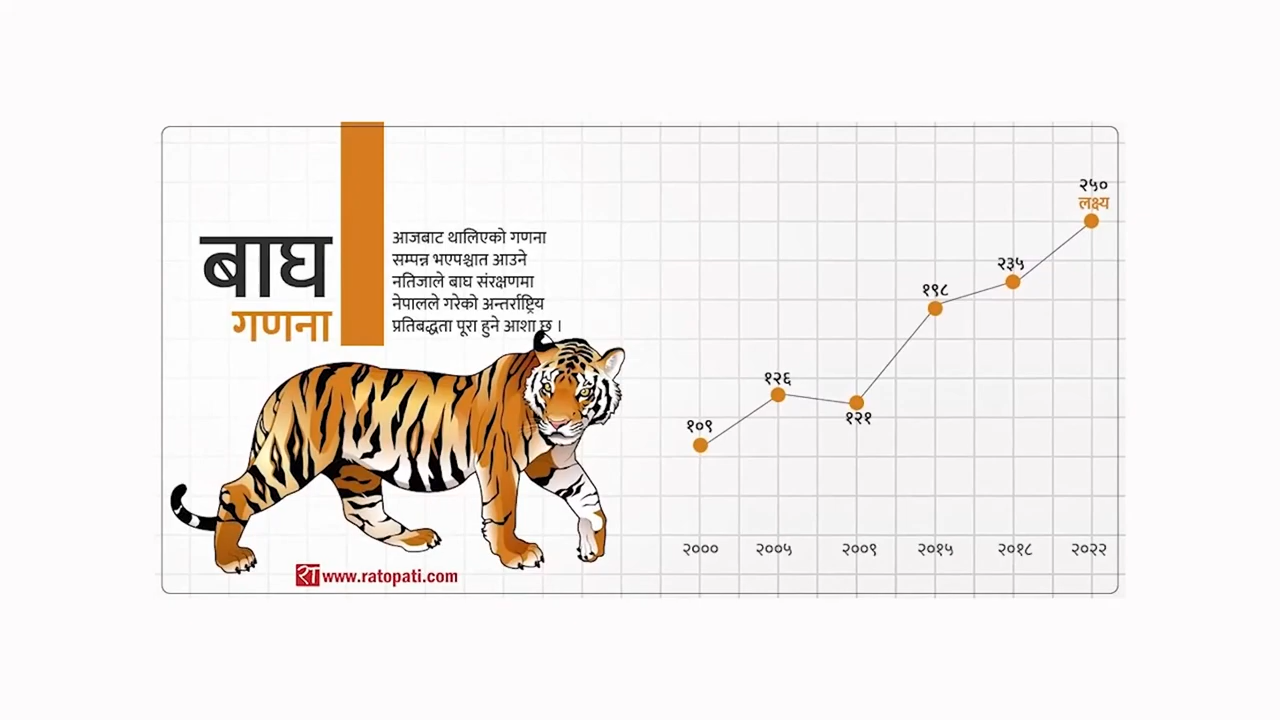 बाघ
गणना
आजबाट थालिएको गणना
सम्पन्न भएपश्चात आउने
नतिजाले बाघ संरक्षणमा
नेपालले गरेको अन्तर्राष्ट्रिय
प्रतिबद्धता पूरा हुने आशा छ ।
१०९
१२६
१२१
१९८
२३५
२५०
लक्ष्य
२००० २००५ २००९ २०१५ २०१८ २०२२
रा www.ratopati.com